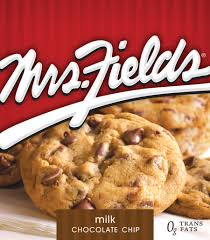 Mrs. Fields®
milk
CHOCOLATE CHIP
0g TRANS
FATS